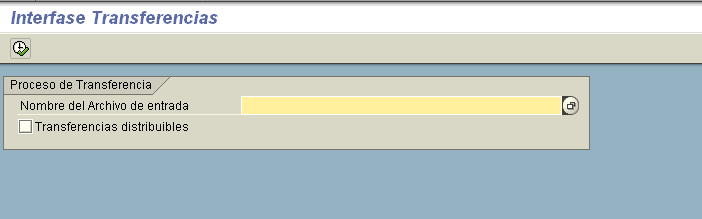 Interfase Transferencias
Proceso de Transferencia
Nombre del Archivo de entrada
Transferencias distribuibles